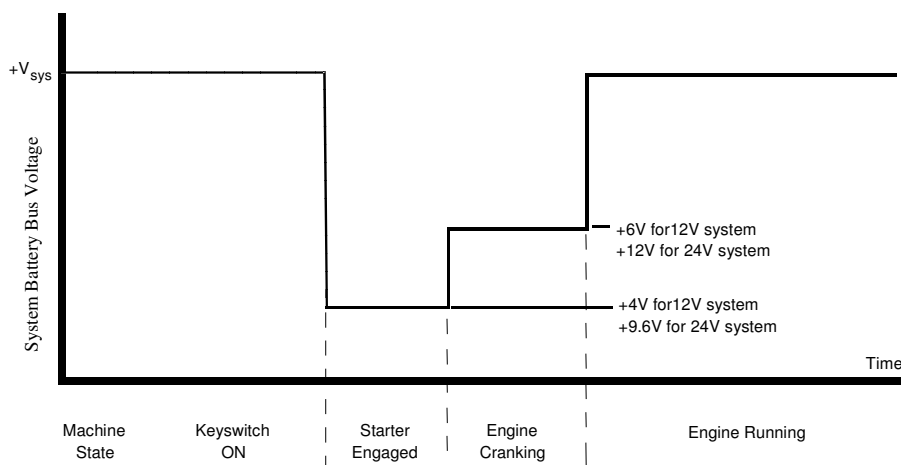 +Vsys
System Battery Bus Voltage
+6V for12V system
+12V for 24V system
+4V for12V system
+9.6V for 24V system
Time
Machine State
Keyswitch ON
Starter Engaged
Engine Cranking
Engine Running